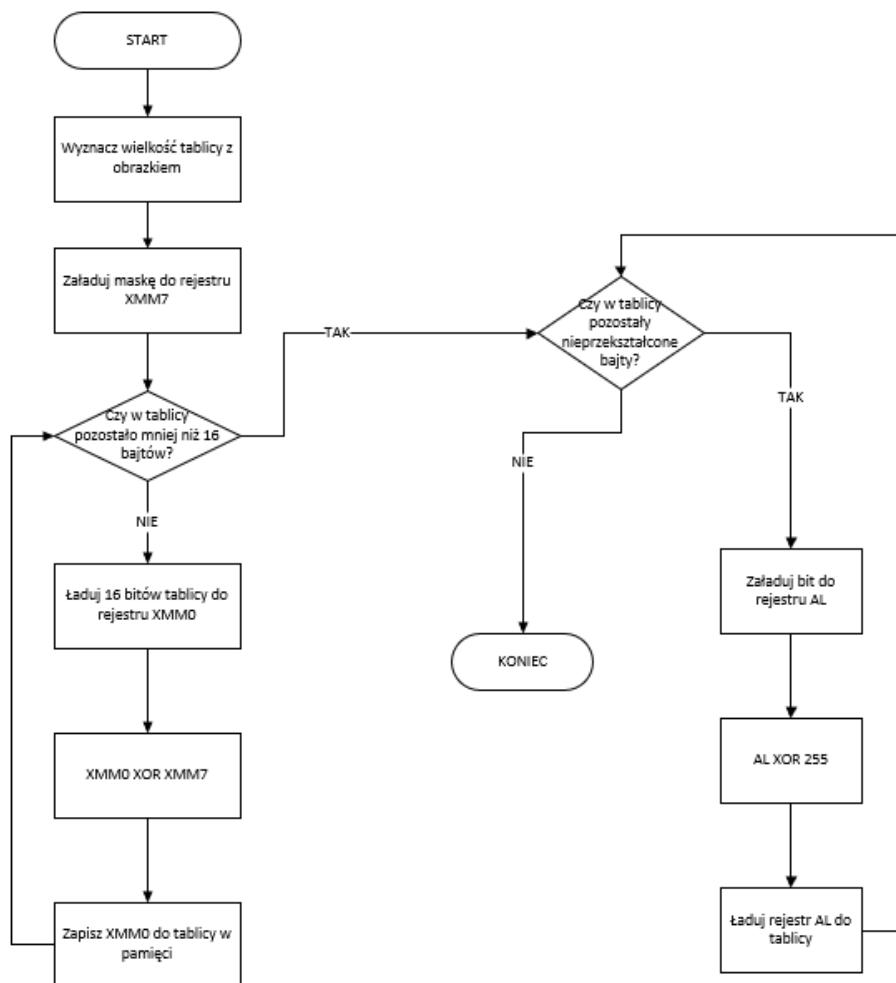 START
Wyznacz wielkość tablicy z
obrazkiem
Załaduj maskę do rejestru
XMM7
Czy w tablicy
pozostało mniej niż 16
bajtów?
NIE
Ładuj 16 bitów tablicy do
rejestru XMM0
XMM0 XOR XMM7
Zapisz XMM0 do tablicy w
pamięci
TAK
Czy w tablicy
pozostały
nieprzekształcone
bajty?
NIE
KONIEC
TAK
Załaduj bit do
rejestru AL
AL XOR 255
Ładuj rejestr AL do
tablicy